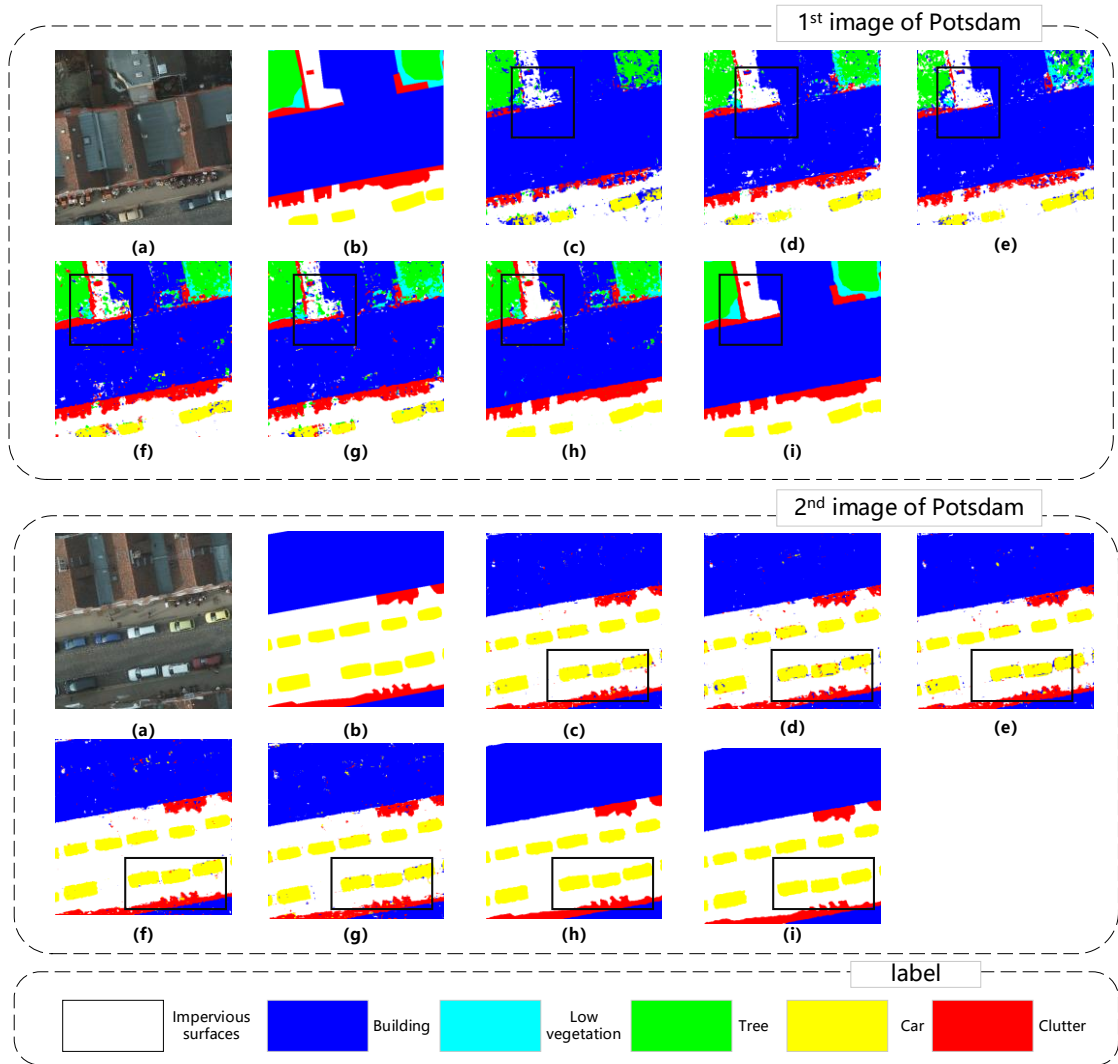 1st image of Potsdam
(a)
(b)
(c)
(d)
(e)
(f)
(g)
(h)
(i)
2nd image of Potsdam
(a)
(b)
(c)
(d)
(e)
(f)
(g)
(h)
(i)
label
Impervious
surfaces
Building
Low
vegetation
Tree
Car
Clutter